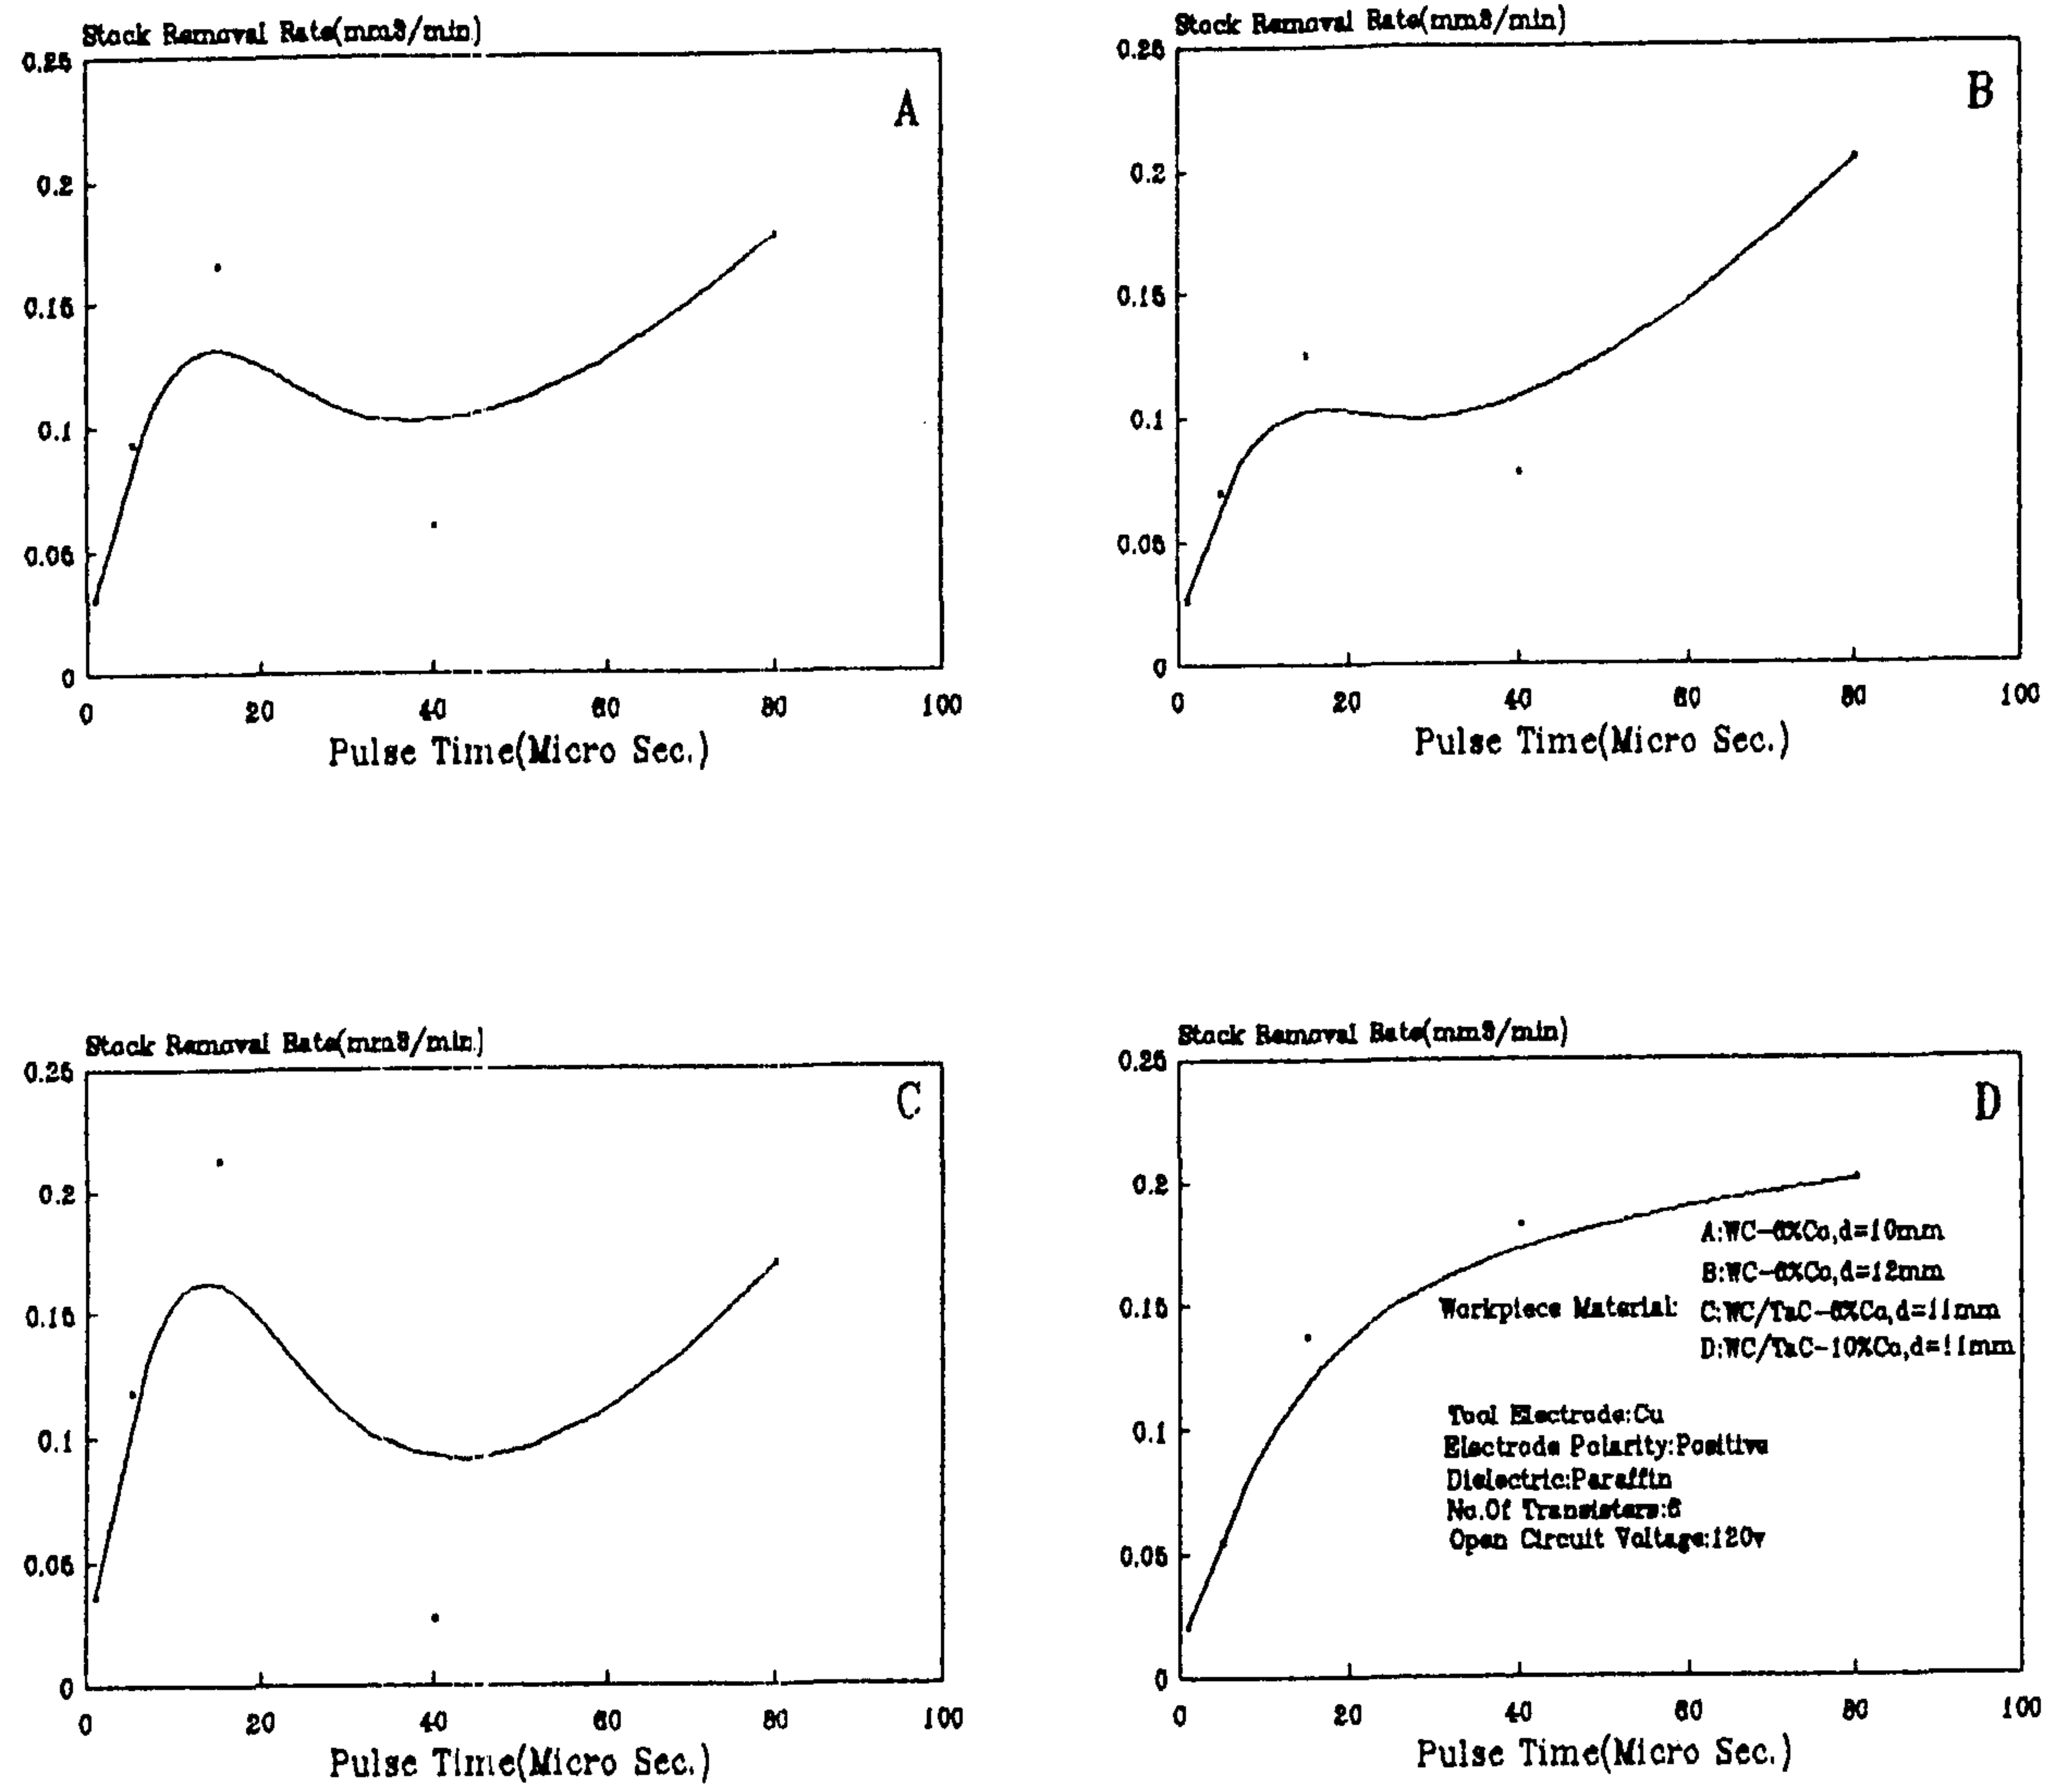 Stock Removal Rate(mm3/min)
A
0.25
0.2
0.15
0.1
0.05
0
0 20 40 60 80 100
Pulse Time(Micro Sec.)
Stock Removal Rate(mm3/min)
B
0.25
0.2
0.15
0.1
0.05
0
0 20 40 60 80 100
Pulse Time(Micro Sec.)
Stock Removal Rate(mm3/min)
C
0.25
0.2
0.15
0.1
0.05
0
0 20 40 60 80 100
Pulse Time(Micro Sec.)
Stock Removal Rate(mm3/min)
D
0.25
0.2
0.15
0.1
0.05
0
A:WC-6%Co,d=10mm
B:WC-6%Co,d=12mm
Workpiece Material: C:WC/TaC-6%Co,d=11mm
D:WC/TaC-10%Co,d=11mm
Tool Electrode:Cu
Electrode Polarity:Positive
Dielectric:Paraffin
No.Of Transisters:6
Open Circuit Voltage:120v
0 20 40 60 80 100
Pulse Time(Micro Sec.)